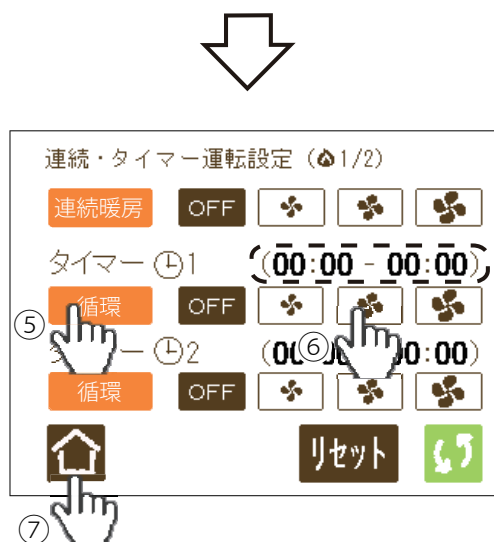 連続・タイマー運転設定 (1/2)
連続暖房 OFF
タイマー 1 (00:00 - 00:00)
⑤ 循環 OFF
⑥
2 :00)
循環 OFF
リセット
⑦